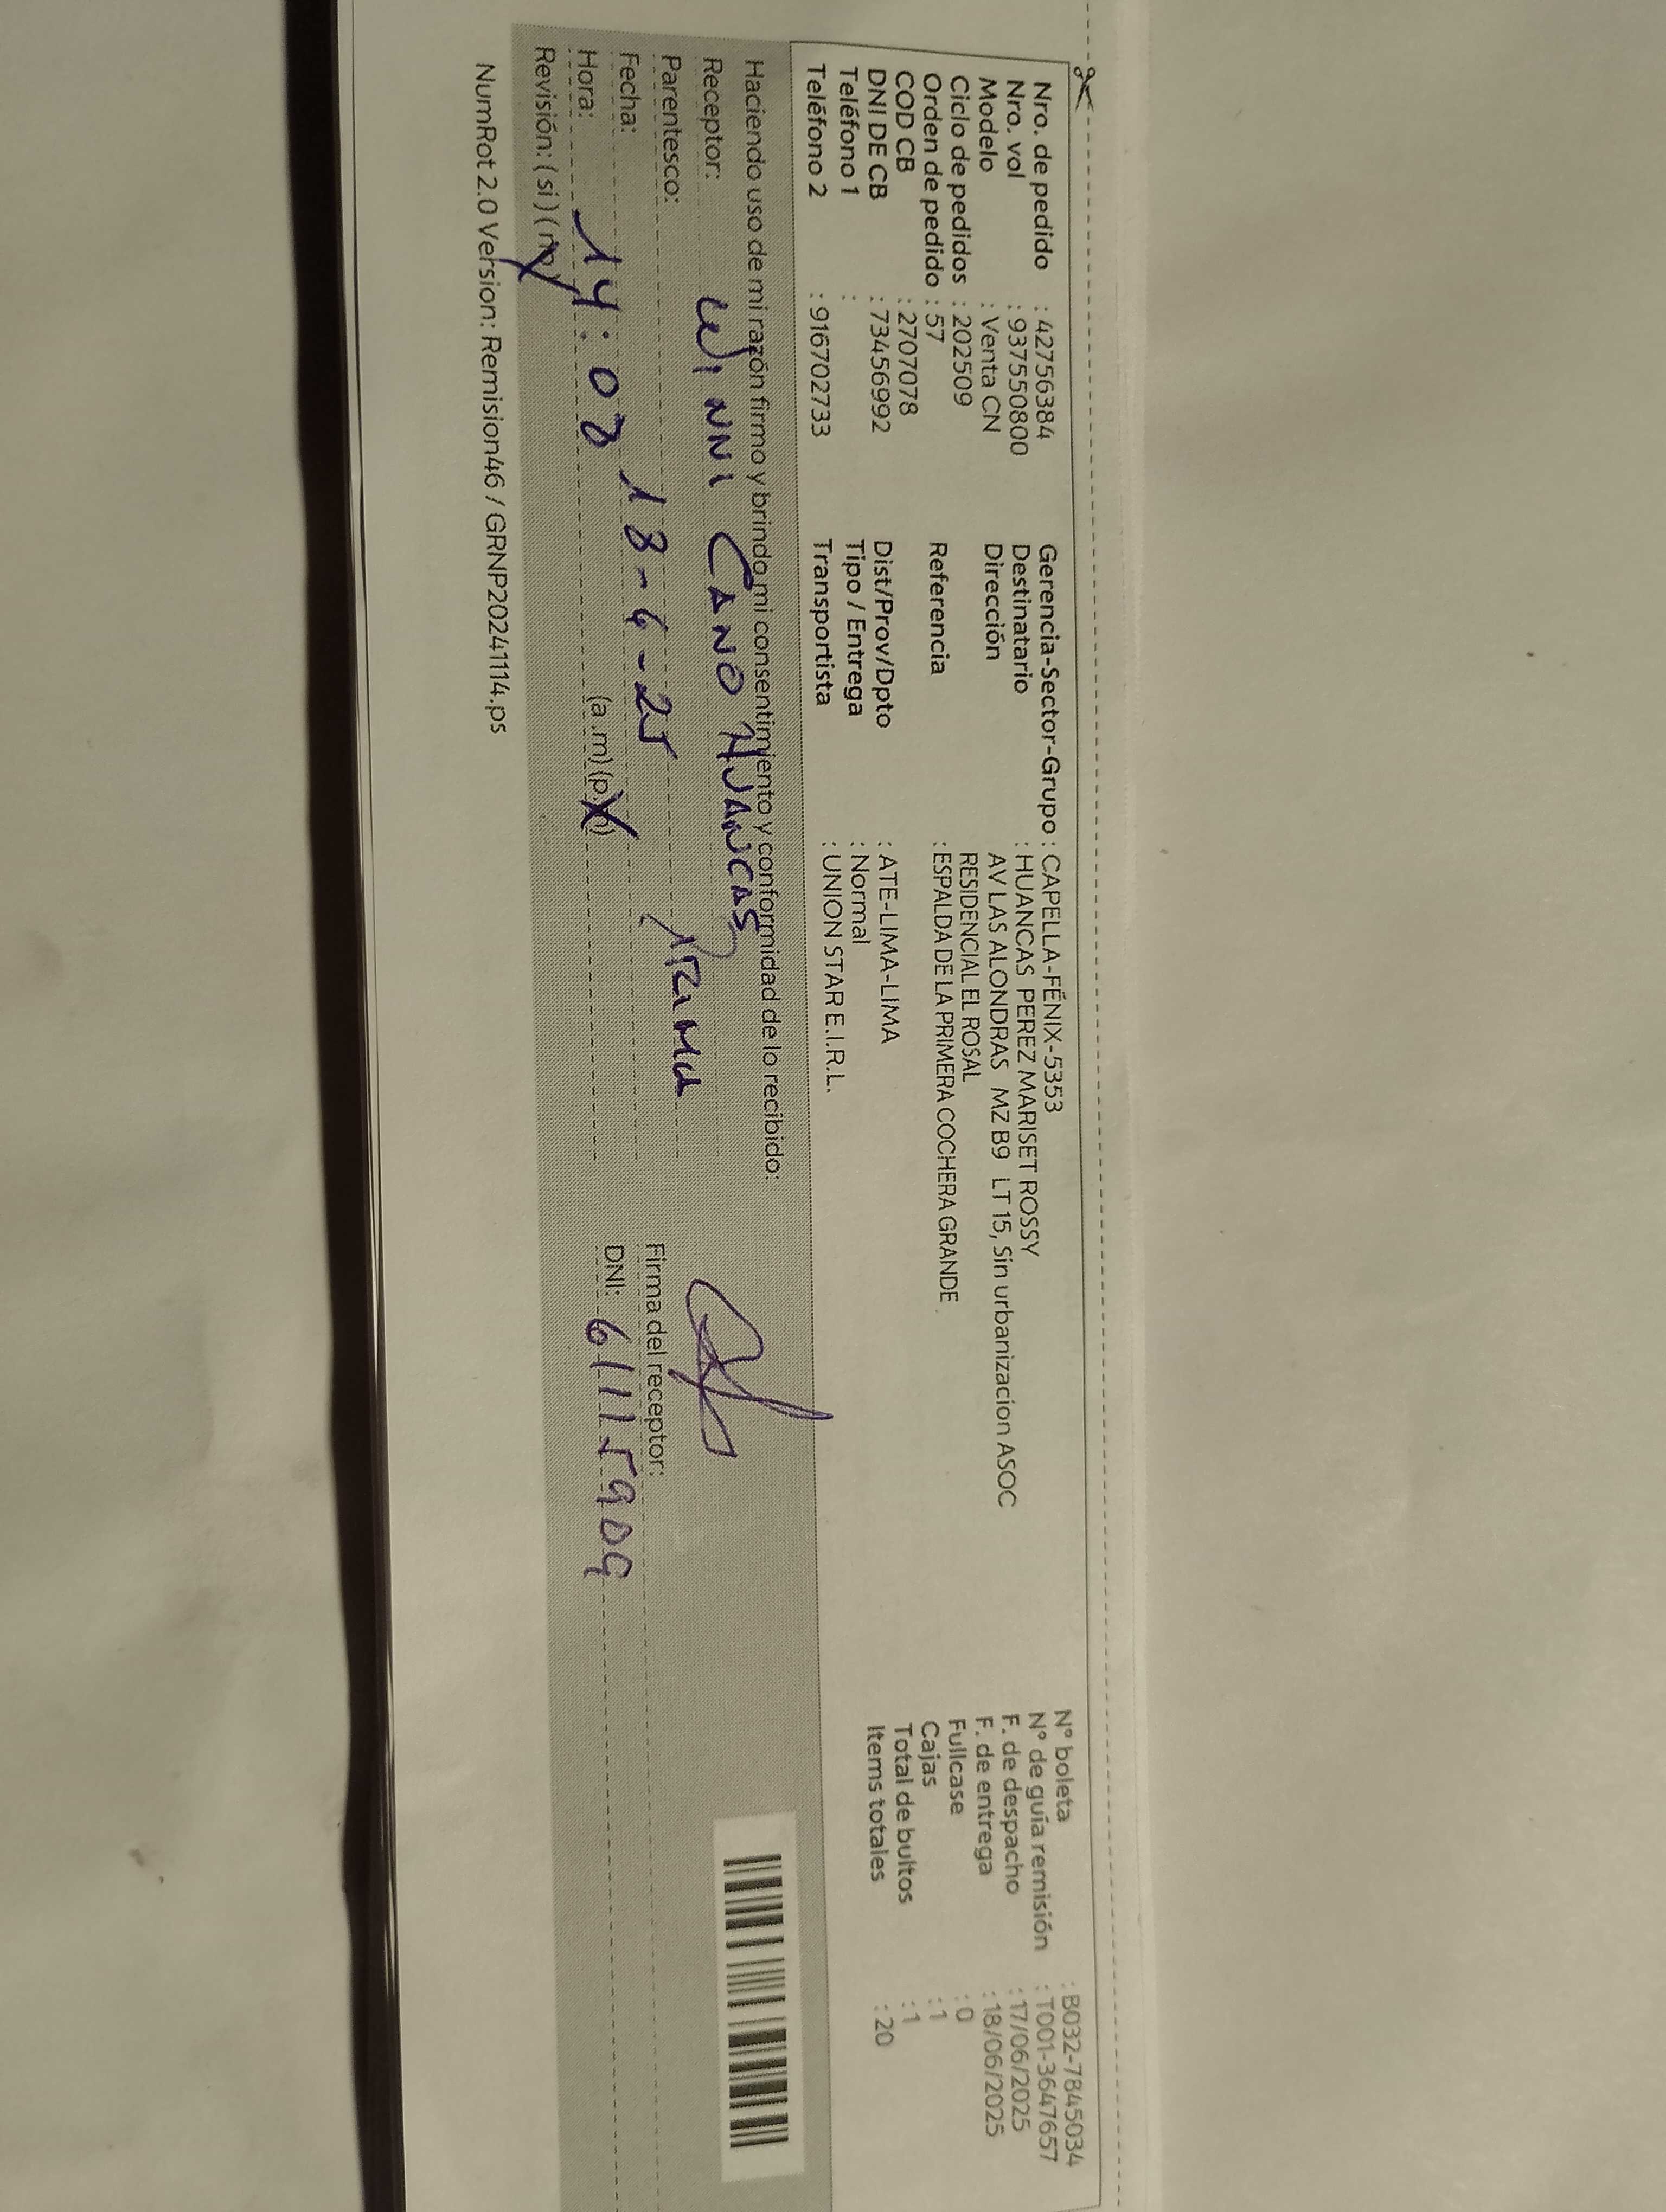 Nro. de pedido : 42756384
Nro. vol : 937550800
Modelo : Venta CN
Ciclo de pedidos : 202509
Orden de pedido : 57
COD CB : 2707078
DNI DE CB : 73456992
Teléfono 1 :
Teléfono 2 : 916702733
Gerencia-Sector-Grupo : CAPELLA-FÉNIX-5353
Destinatario : HUANCAS PEREZ MARISET ROSSY
Dirección AV LAS ALONDRAS MZ B9 LT 15, Sin urbanizacion ASOC
RESIDENCIAL EL ROSAL
Referencia : ESPALDA DE LA PRIMERA COCHERA GRANDE
Dist/Prov/Dpto : ATE-LIMA-LIMA
Tipo / Entrega : Normal
Transportista : UNION STAR E.I.R.L.
N° boleta : B032-7845034
N° de guía remisión : T001-3647657
F. de despacho : 17/06/2025
F. de entrega : 18/06/2025
Fullcase : 0
Cajas : 1
Total de bultos : 1
Items totales : 20
Haciendo uso de mi razón firmo y brindo mi consentimiento y conformidad de lo recibido:
Receptor: WINNI CANO HUANCAS
Parentesco: PRIMA
Fecha: 18-6-25
Hora: 14:08 (a.m) (p.m)
Revisión: (si) (no)
Firma del receptor:
DNI: 61115909
NumRot 2.0 Version: Remision46 / GRNP20241114.ps